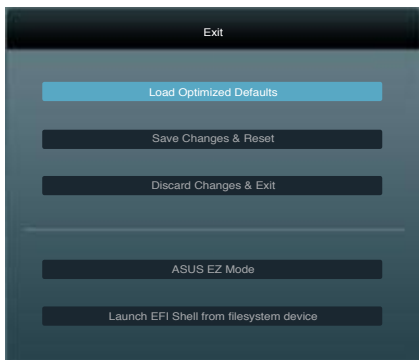 Exit
Load Optimized Defaults
Save Changes & Reset
Discard Changes & Exit
ASUS EZ Mode
Launch EFI Shell from filesystem device